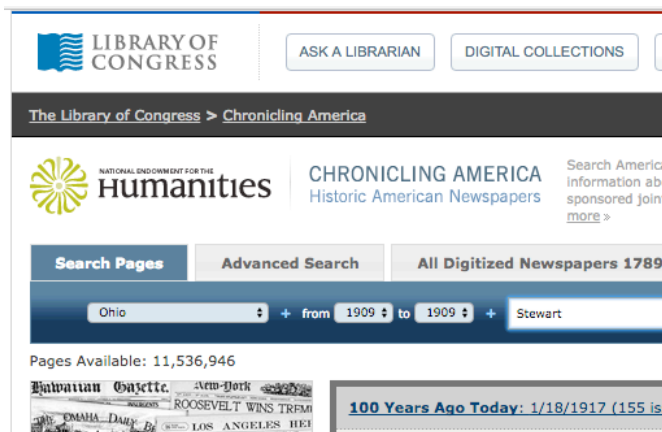 LIBRARY OF
CONGRESS
ASK A LIBRARIAN
DIGITAL COLLECTIONS
The Library of Congress > Chronicling America
NATIONAL ENDOWMENT FOR THE
Humanities
CHRONICLING AMERICA
Historic American Newspapers
Search America
information ab
sponsored join
more »
Search Pages
Advanced Search
All Digitized Newspapers 1789
Ohio
+ from 1909 to 1909 +
Stewart
Pages Available: 11,536,946
Hawaiian Gazette.
New-York
ROOSEVELT WINS TREM
OMAHA DAILY BE
LOS ANGELES HE
100 Years Ago Today: 1/18/1917 (155 is